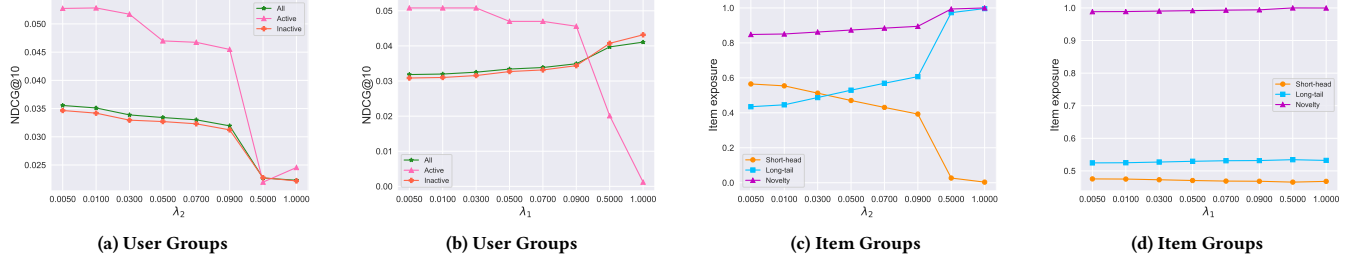 NDCG@10
0.050
0.045
0.040
0.035
0.030
0.025
All
Active
Inactive
0.0050 0.0100 0.0300 0.0500 0.0700 0.0900 0.5000 1.0000
λ2
(a) User Groups
NDCG@10
0.05
0.04
0.03
0.02
0.01
0.00
All
Active
Inactive
0.0050 0.0100 0.0300 0.0500 0.0700 0.0900 0.5000 1.0000
λ1
(b) User Groups
Item exposure
1.0
0.8
0.6
0.4
0.2
0.0
Short-head
Long-tail
Novelty
0.0050 0.0100 0.0300 0.0500 0.0700 0.0900 0.5000 1.0000
λ2
(c) Item Groups
Item exposure
1.0
0.9
0.8
0.7
0.6
0.5
Short-head
Long-tail
Novelty
0.0050 0.0100 0.0300 0.0500 0.0700 0.0900 0.5000 1.0000
λ1
(d) Item Groups